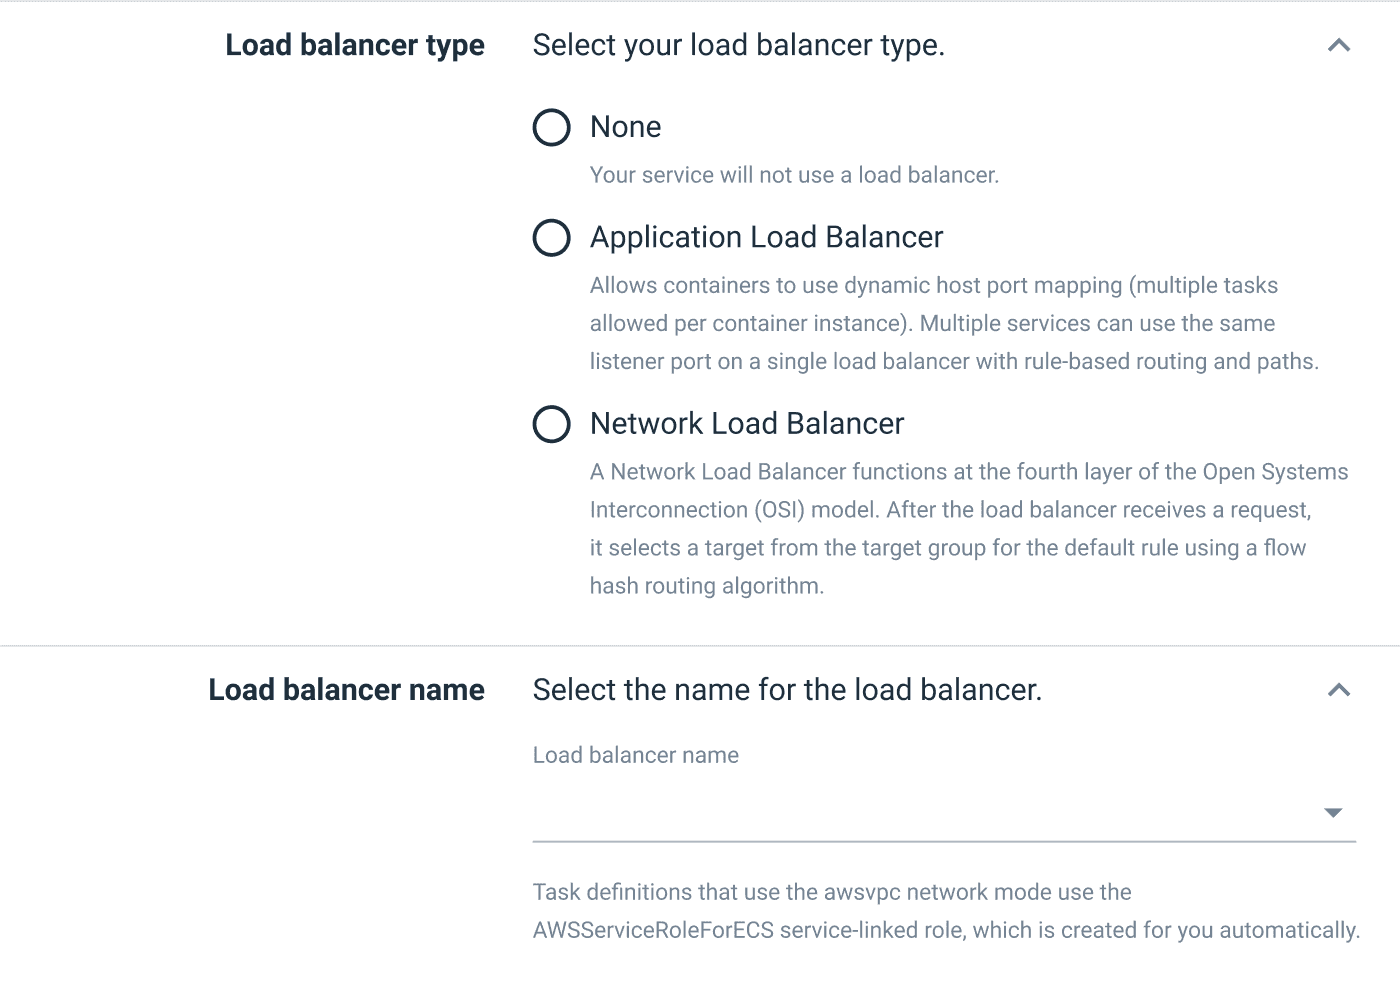 Load balancer type
Select your load balancer type.
None
Your service will not use a load balancer.
Application Load Balancer
Allows containers to use dynamic host port mapping (multiple tasks
allowed per container instance). Multiple services can use the same
listener port on a single load balancer with rule-based routing and paths.
Network Load Balancer
A Network Load Balancer functions at the fourth layer of the Open Systems
Interconnection (OSI) model. After the load balancer receives a request,
it selects a target from the target group for the default rule using a flow
hash routing algorithm.
Load balancer name
Select the name for the load balancer.
Load balancer name
Task definitions that use the awsvpc network mode use the
AWSServiceRoleForECS service-linked role, which is created for you automatically.